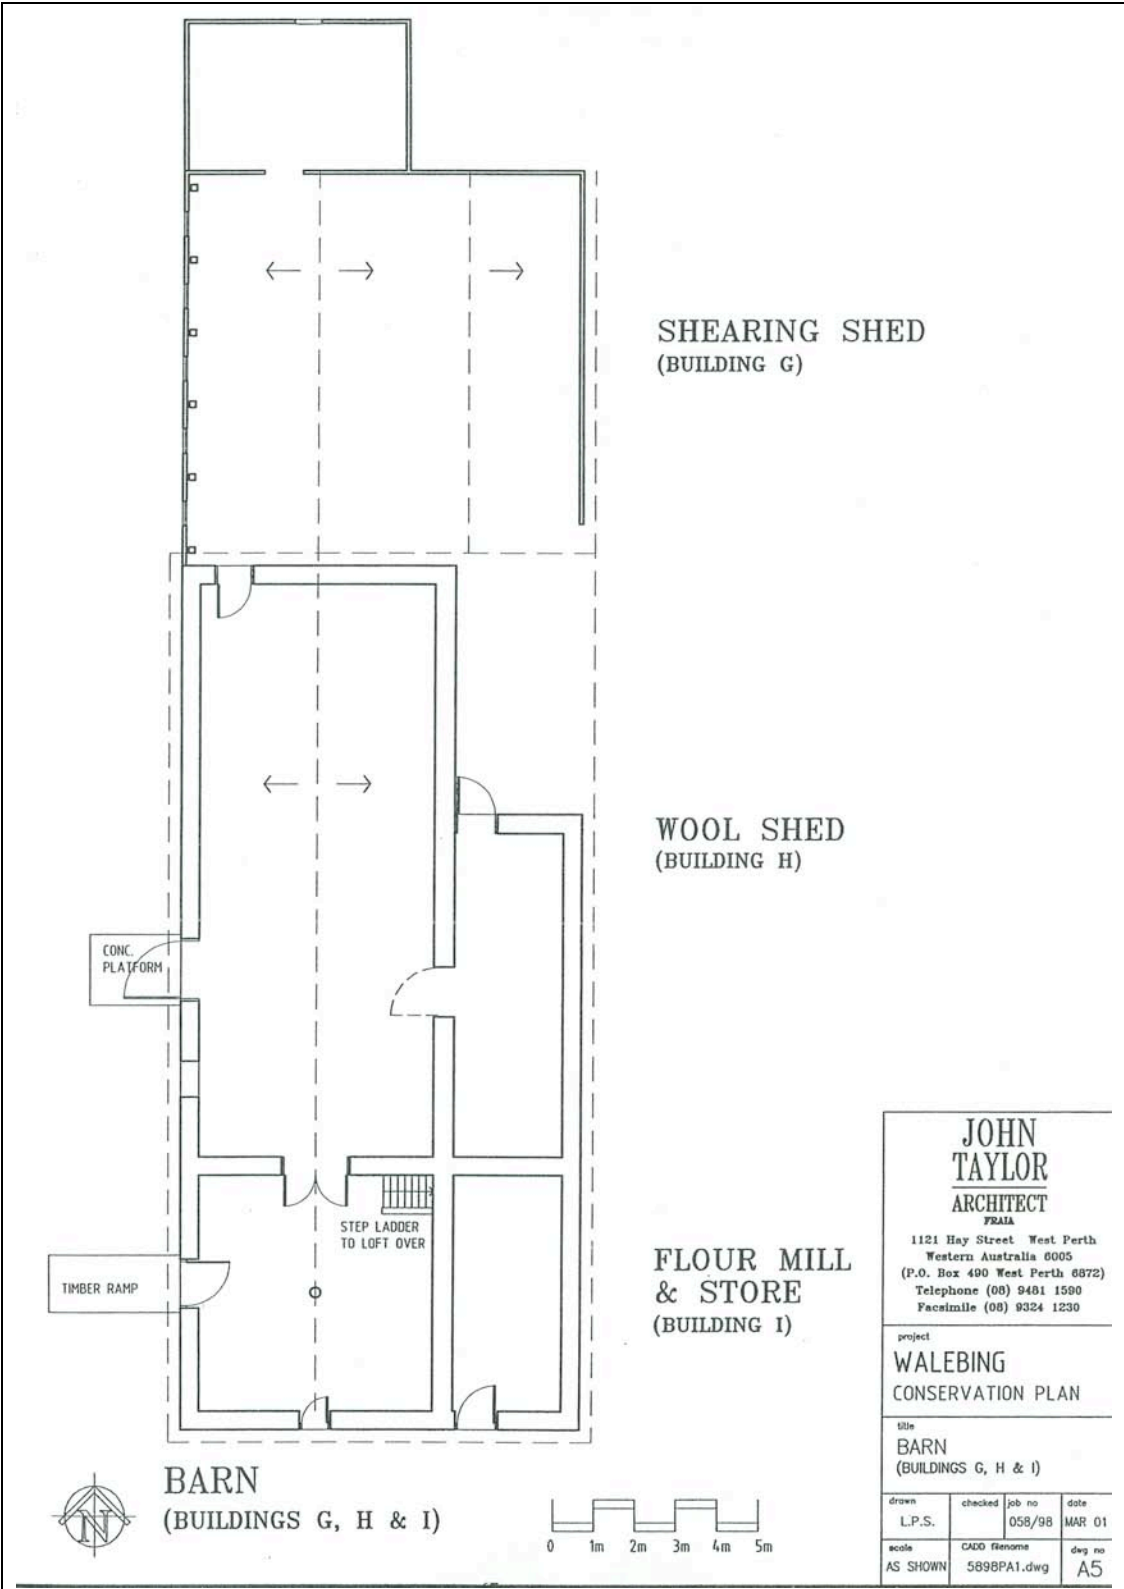 SHEARING SHED
(BUILDING G)
WOOL SHED
(BUILDING H)
CONC.
PLATFORM
STEP LADDER
TO LOFT OVER
TIMBER RAMP
FLOUR MILL
& STORE
(BUILDING I)
N
BARN
(BUILDINGS G, H & I)
0 1m 2m 3m 4m 5m
JOHN
TAYLOR
ARCHITECT
FRAIA
1121 Hay Street West Perth
Western Australia 6005
(P.O. Box 490 West Perth 6872)
Telephone (08) 9481 1590
Facsimile (08) 9324 1230
project
WALEBING
CONSERVATION PLAN
title
BARN
(BUILDINGS G, H & I)
drawn checked job no date
L.P.S. 058/98 MAR 01
scale CADD filename dwg no
AS SHOWN 5898PA1.dwg A5